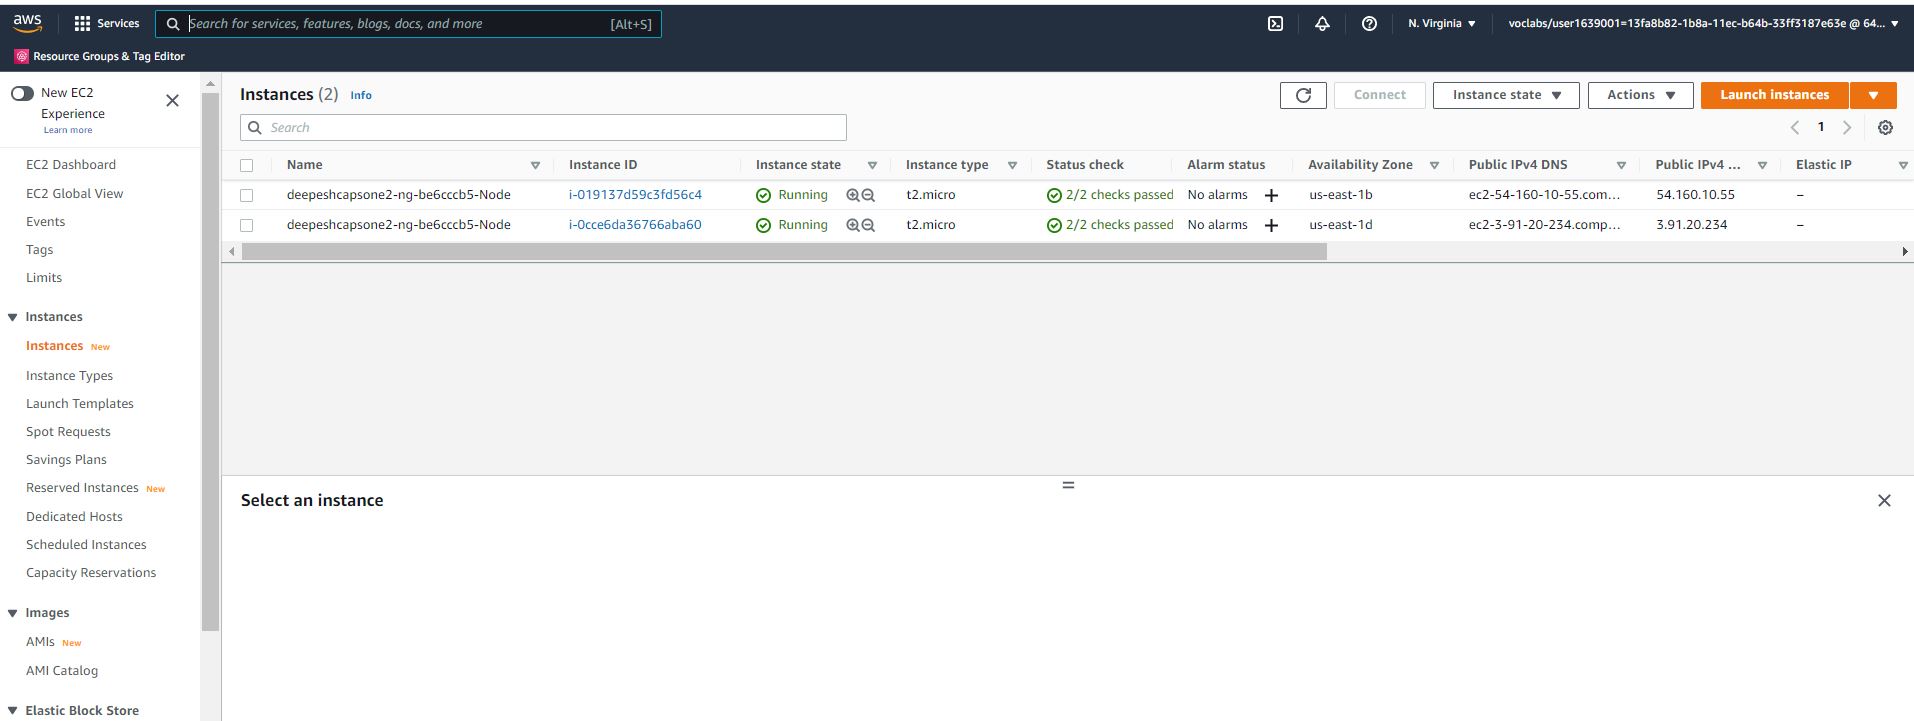 aws Services Search for services, features, blogs, docs, and more [Alt+S] N. Virginia ▼ voclabs/user1639001=13fa8b82-1b8a-11ec-b64b-33ff3187e63e @ 64... ▼
Resource Groups & Tag Editor
New EC2
Experience
Learn more
EC2 Dashboard
EC2 Global View
Events
Tags
Limits
Instances
Instances New
Instance Types
Launch Templates
Spot Requests
Savings Plans
Reserved Instances New
Dedicated Hosts
Scheduled Instances
Capacity Reservations
Images
AMIs New
AMI Catalog
Elastic Block Store
Instances (2) Info Connect Instance state ▼ Actions ▼ Launch instances ▼
Search 1
Name Instance ID Instance state Instance type Status check Alarm status Availability Zone Public IPv4 DNS Public IPv4 ... Elastic IP
deepeshcapsone2-ng-be6cccb5-Node i-019137d59c3fd56c4 Running t2.micro 2/2 checks passed No alarms + us-east-1b ec2-54-160-10-55.com... 54.160.10.55 –
deepeshcapsone2-ng-be6cccb5-Node i-0cce6da36766aba60 Running t2.micro 2/2 checks passed No alarms + us-east-1d ec2-3-91-20-234.comp... 3.91.20.234 –
Select an instance